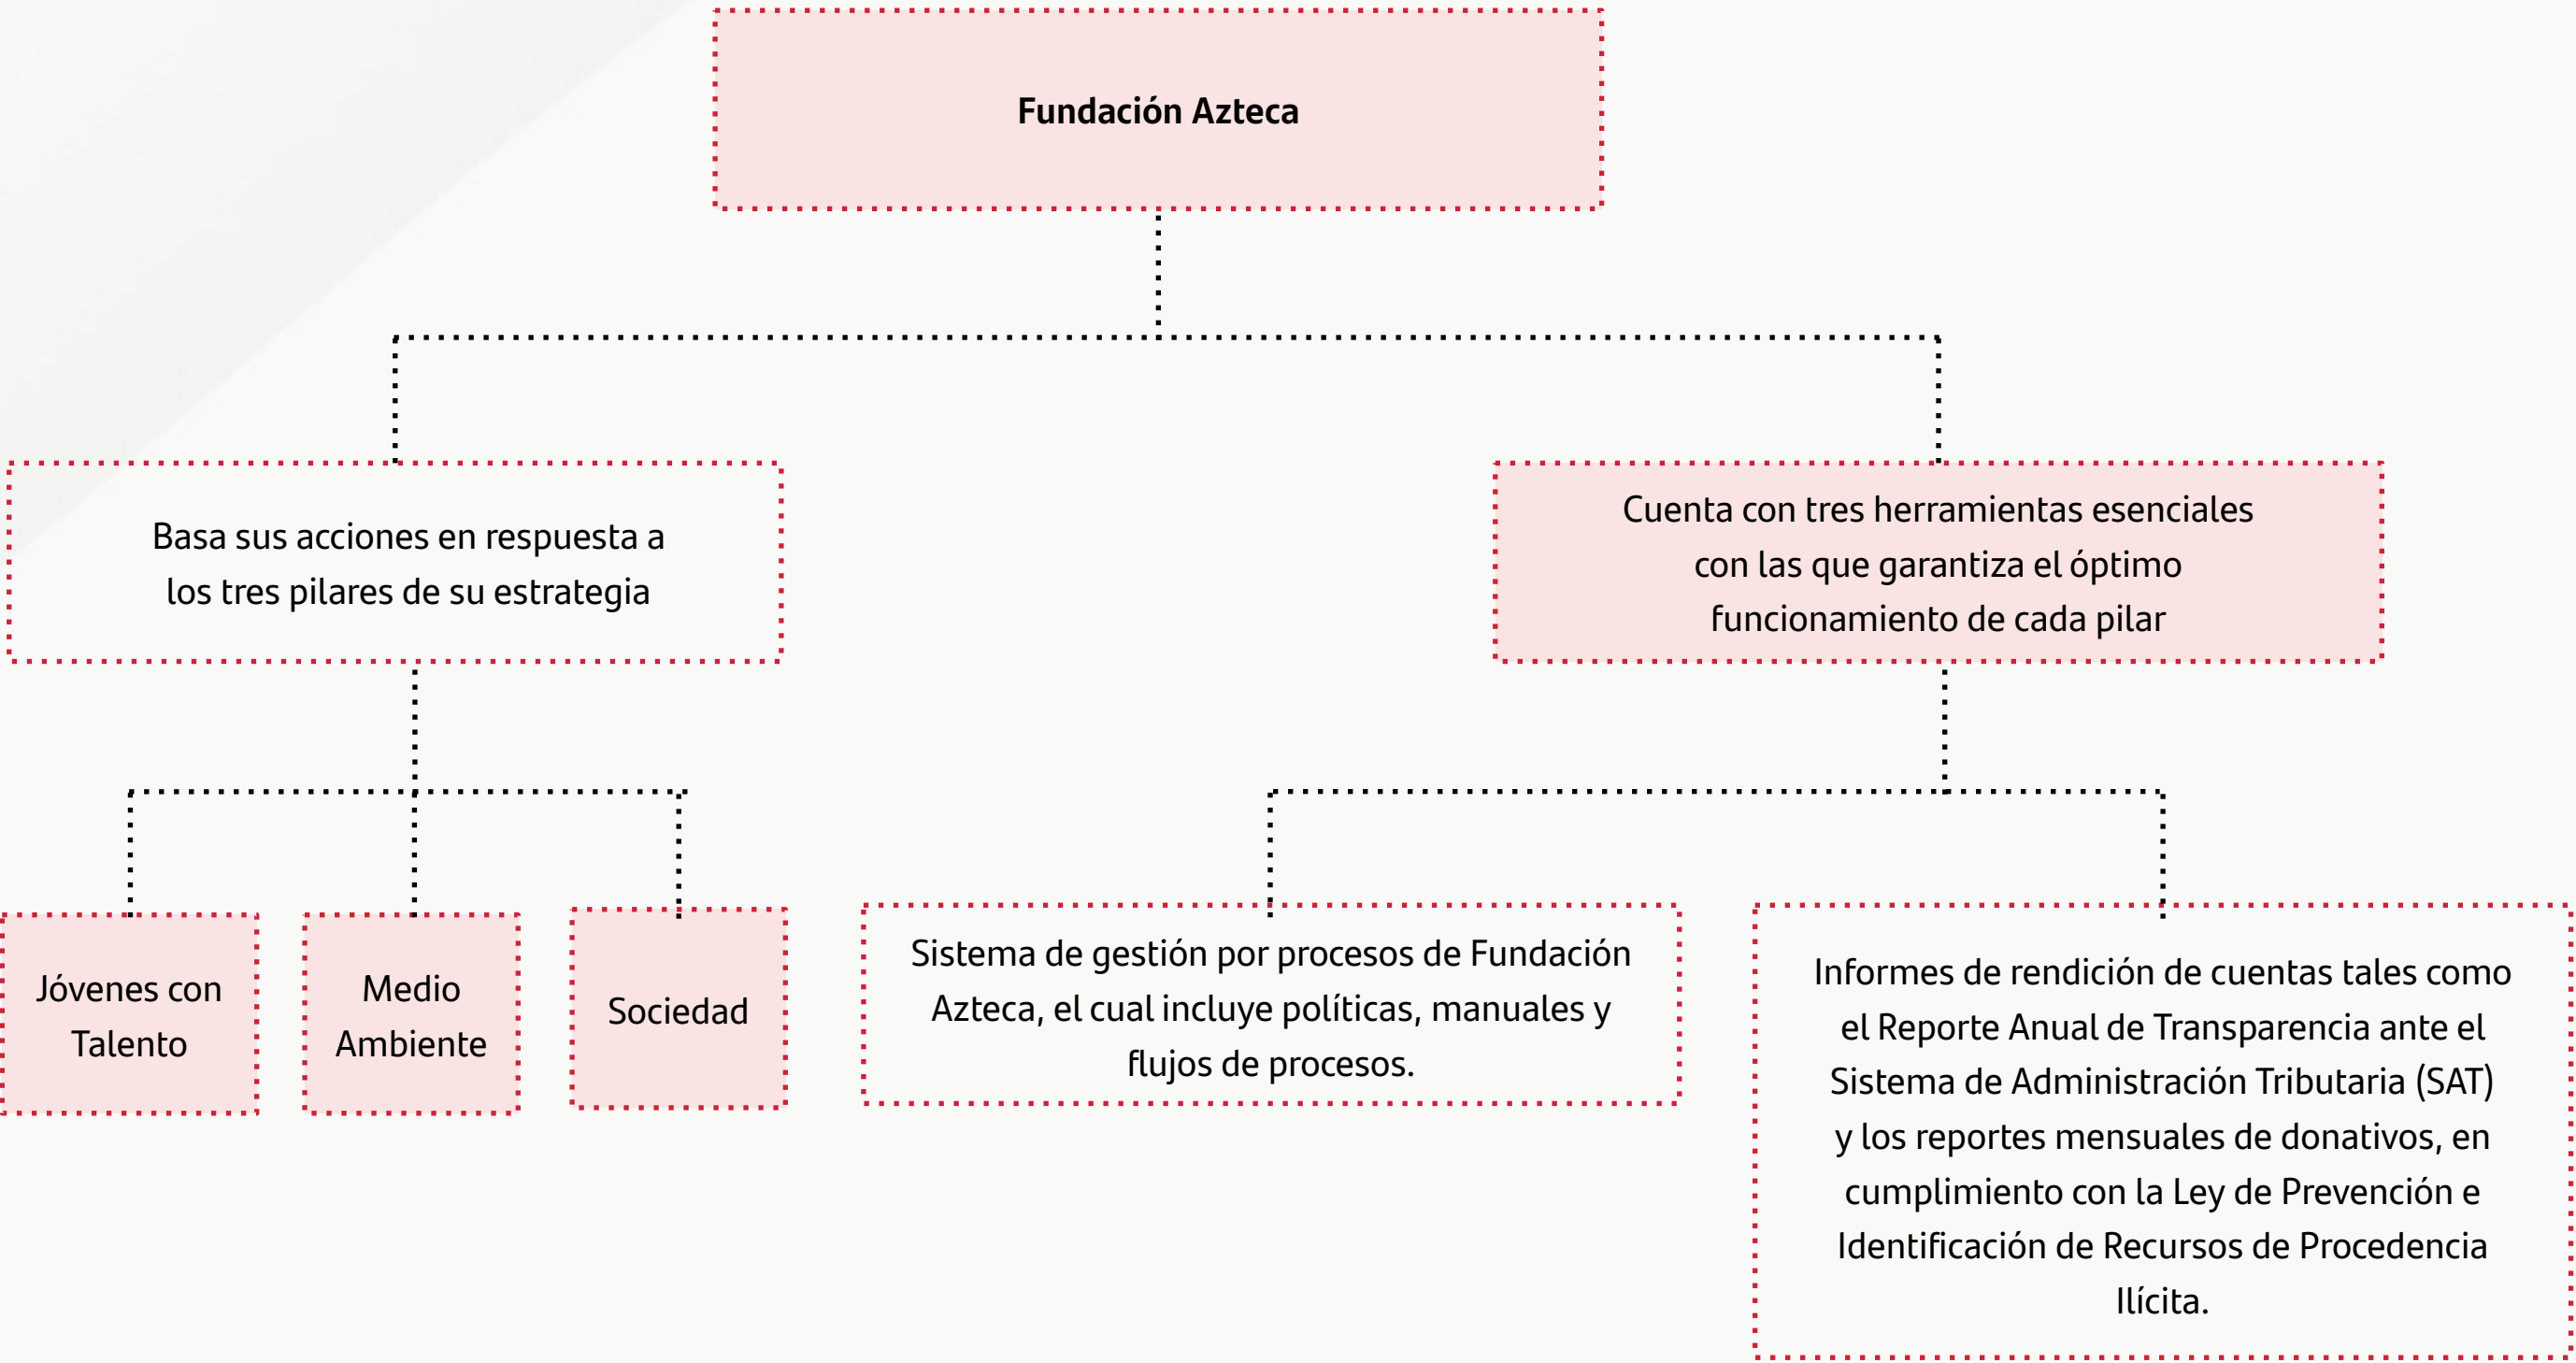 Fundación Azteca
Basa sus acciones en respuesta a
los tres pilares de su estrategia
Cuenta con tres herramientas esenciales
con las que garantiza el óptimo
funcionamiento de cada pilar
Jóvenes con
Talento
Medio
Ambiente
Sociedad
Sistema de gestión por procesos de Fundación
Azteca, el cual incluye políticas, manuales y
flujos de procesos.
Informes de rendición de cuentas tales como
el Reporte Anual de Transparencia ante el
Sistema de Administración Tributaria (SAT)
y los reportes mensuales de donativos, en
cumplimiento con la Ley de Prevención e
Identificación de Recursos de Procedencia
Ilícita.